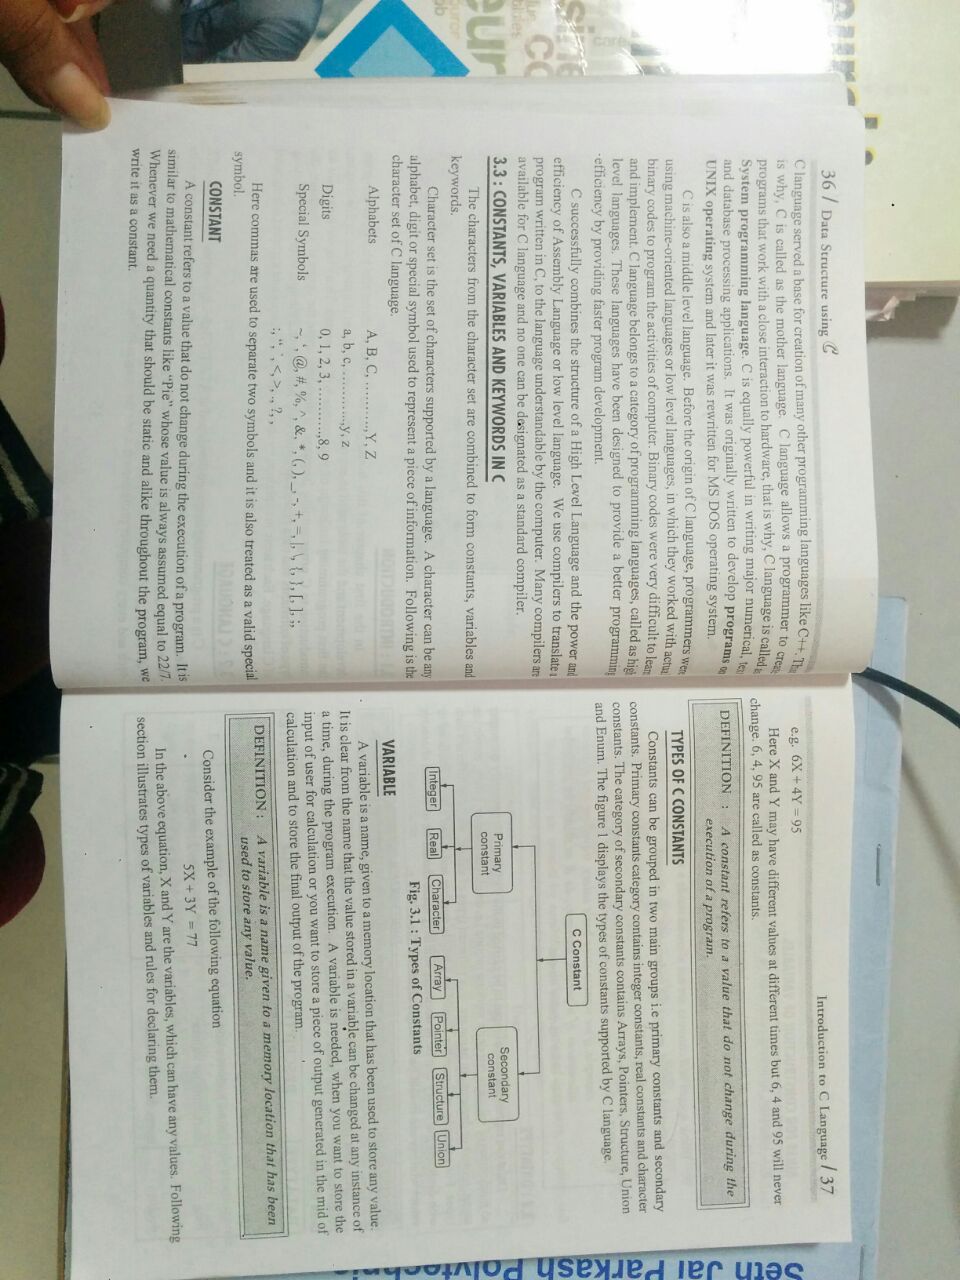 36 / Data Structure using C
C language served a base for creation of many other programming languages like C++. That
is why, C is called as the mother language. C language allows a programmer to create
programs that work with a close interaction to hardware, that is why, C language is called as
System programming language. C is equally powerful in writing major numerical, text
and database processing applications. It was originally written to develop programs on
UNIX operating system and later it was rewritten for MS DOS operating system.
C is also a middle level language. Before the origin of C language, programmers were
using machine-oriented languages or low level languages, in which they worked with actual
binary codes to program the activities of computer. Binary codes were very difficult to learn
and implement. C language belongs to a category of programming languages, called as high
level languages. These languages have been designed to provide a better programming
efficiency by providing faster program development.
C successfully combines the structure of a High Level Language and the power and
efficiency of Assembly Language or low level language. We use compilers to translate a
program written in C, to the language understandable by the computer. Many compilers are
available for C language and no one can be designated as a standard compiler.
3.3 : CONSTANTS, VARIABLES AND KEYWORDS IN C
The characters from the character set are combined to form constants, variables and
keywords.
Character set is the set of characters supported by a language. A character can be any
alphabet, digit or special symbol used to represent a piece of information. Following is the
character set of C language.
Alphabets A, B, C, ..........,Y, Z
a, b, c, ............,y, z
Digits 0, 1, 2, 3, ..........,8, 9
Special Symbols ~, ‘, @, #, %, ^, &, *, (, ), _, -, +, =, |, \, {, }, [, ], ;,
:, “, ', <, >, ., ?, ,
Here commas are used to separate two symbols and it is also treated as a valid special
symbol.
CONSTANT
A constant refers to a value that do not change during the execution of a program. It is
similar to mathematical constants like “Pie” whose value is always assumed equal to 22/7.
Whenever we need a quantity that should be static and alike throughout the program, we
write it as a constant.
Introduction to C Language / 37
e.g. 6X + 4Y = 95
Here X and Y may have different values at different times but 6, 4 and 95 will never
change. 6, 4, 95 are called as constants.
DEFINITION : A constant refers to a value that do not change during the
execution of a program.
TYPES OF C CONSTANTS
Constants can be grouped in two main groups i.e primary constants and secondary
constants. Primary constants category contains integer constants, real constants and character
constants. The category of secondary constants contains Arrays, Pointers, Structure, Union
and Enum. The figure 1 displays the types of constants supported by C language.
C Constant
Primary
constant
Secondary
constant
Integer Real Character Array Pointer Structure Union
Fig. 3.1 : Types of Constants
VARIABLE
A variable is a name, given to a memory location that has been used to store any value.
It is clear from the name that the value stored in a variable can be changed at any instance of
a time, during the program execution. A variable is needed, when you want to store the
input of user for calculation or you want to store a piece of output generated in the mid of
calculation and to store the final output of the program.
DEFINITION : A variable is a name given to a memory location that has been
used to store any value.
Consider the example of the following equation
5X + 3Y = 77
In the above equation, X and Y are the variables, which can have any values. Following
section illustrates types of variables and rules for declaring them.
Seth Jai Parkash Polytechnic